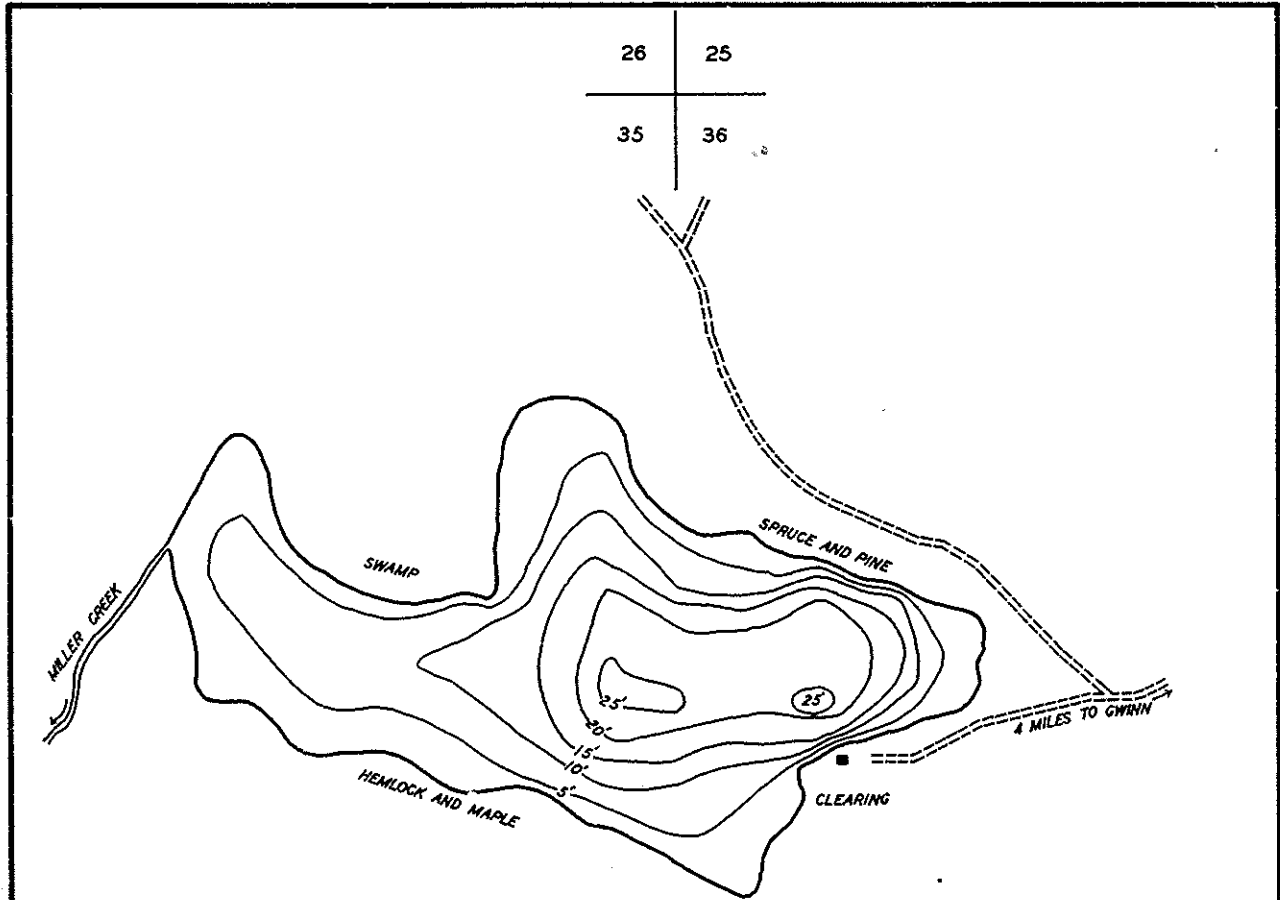 26 25
35 36
SPRUCE AND PINE
SWAMP
MILLER CREEK
25'
25'
20'
15'
10'
5'
4 MILES TO GWINN
HEMLOCK AND MAPLE
CLEARING